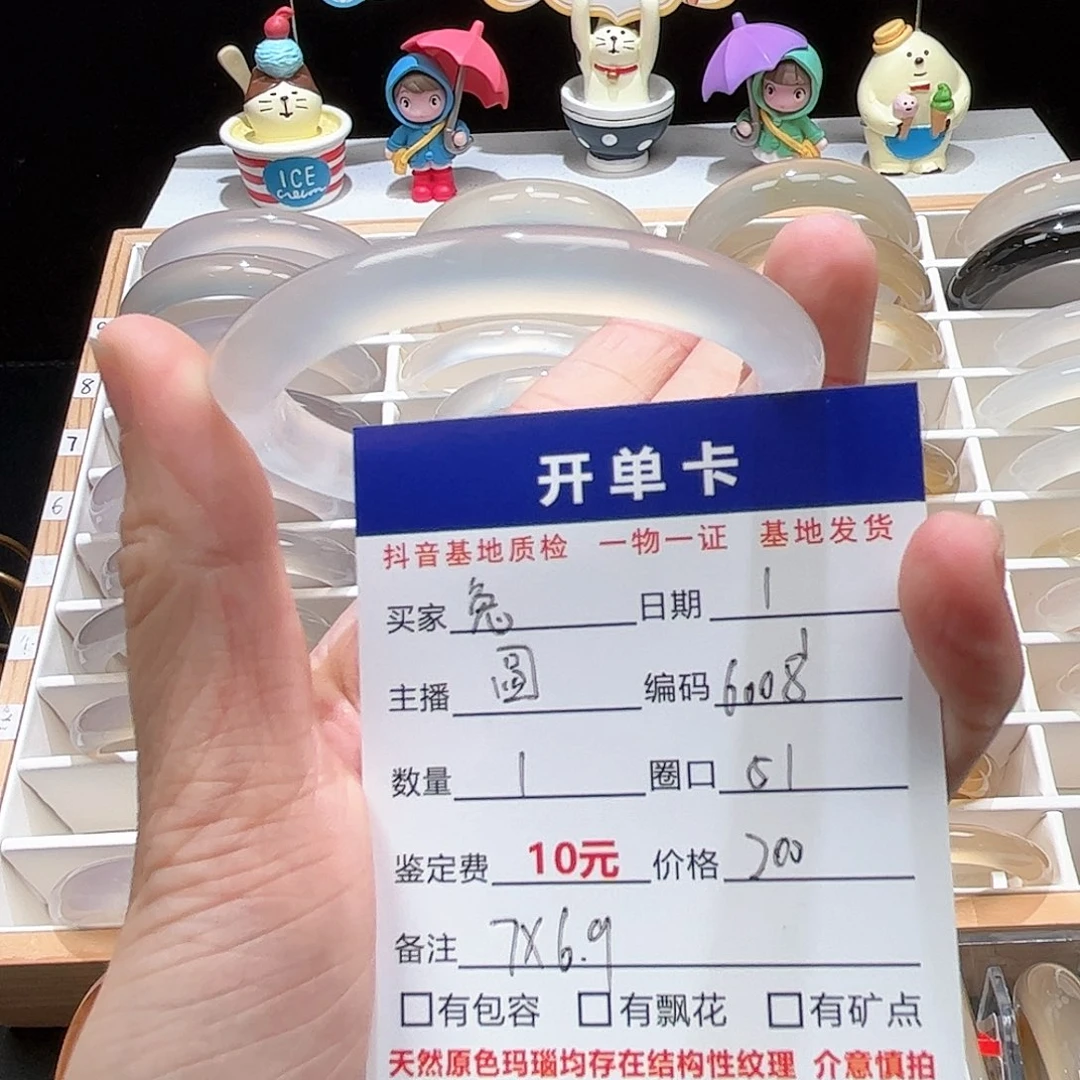 ICE
cream
8
7
6
开单卡
抖音基地质检 一物一证 基地发货
买家 兔 日期 1
主播 圆 编码 6008
数量 1 圈口 51
鉴定费 10元 价格 200
备注 7X6.9
□有包容 □有飘花 □有矿点
天然原色玛瑙均存在结构性纹理 介意慎拍